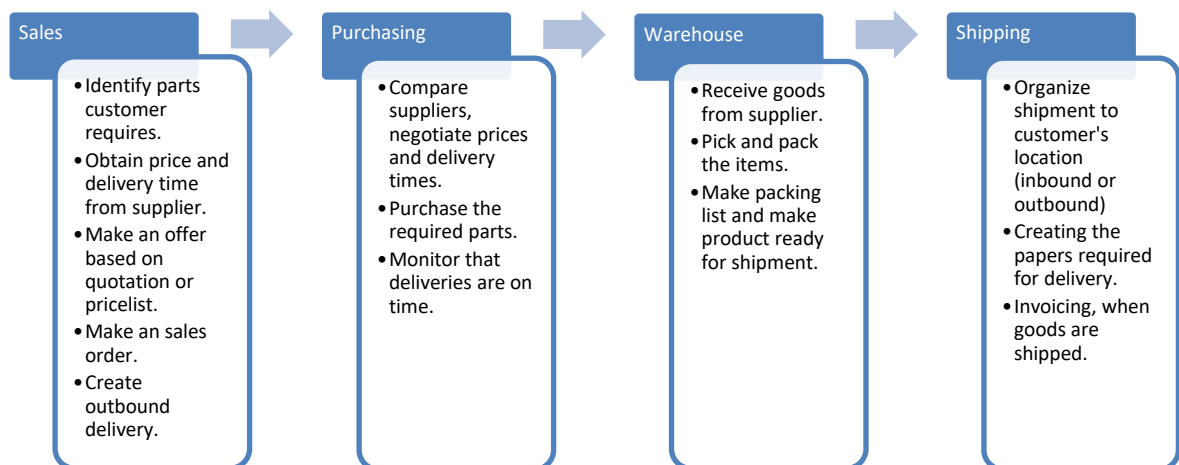 Sales
•Identify parts
customer
requires.
•Obtain price and
delivery time
from supplier.
•Make an offer
based on
quotation or
pricelist.
•Make an sales
order.
•Create
outbound
delivery.
Purchasing
•Compare
suppliers,
negotiate prices
and delivery
times.
•Purchase the
required parts.
•Monitor that
deliveries are on
time.
Warehouse
•Receive goods
from supplier.
•Pick and pack
the items.
•Make packing
list and make
product ready
for shipment.
Shipping
•Organize
shipment to
customer's
location
(inbound or
outbound)
•Creating the
papers required
for delivery.
•Invoicing, when
goods are
shipped.